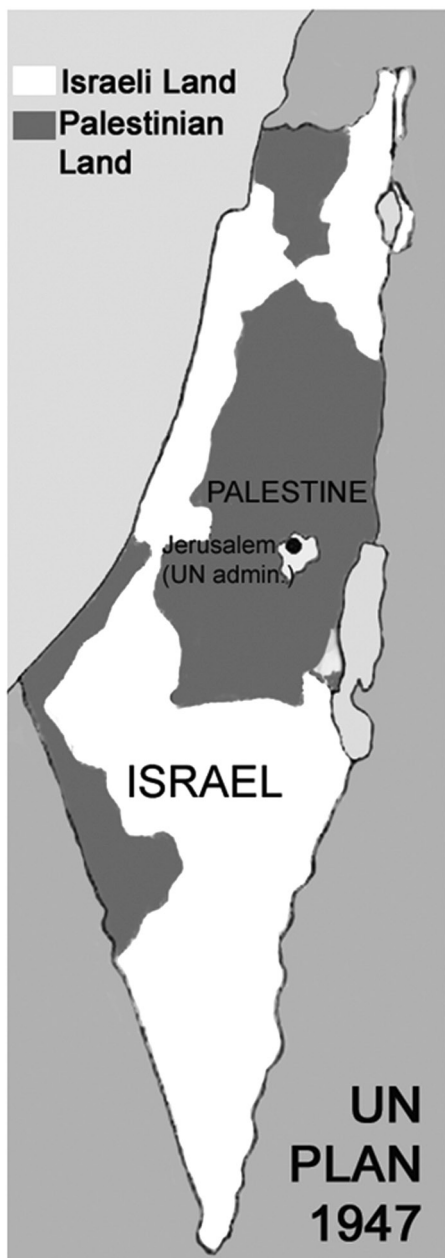 Israeli Land
Palestinian
Land
PALESTINE
Jerusalem
(UN admin.)
ISRAEL
UN
PLAN
1947